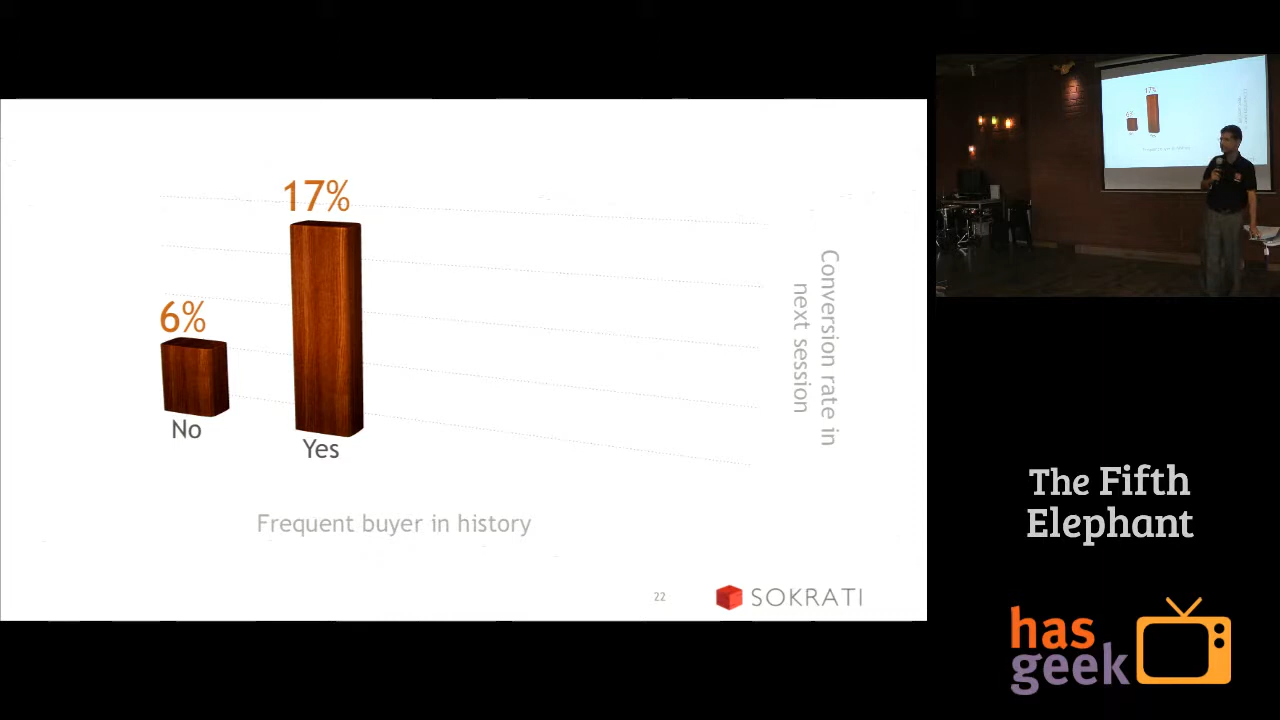 17%
6%
No
Yes
Conversion rate in
next session
Frequent buyer in history
22
SOKRATI
17%
The Fifth
Elephant
has
geek